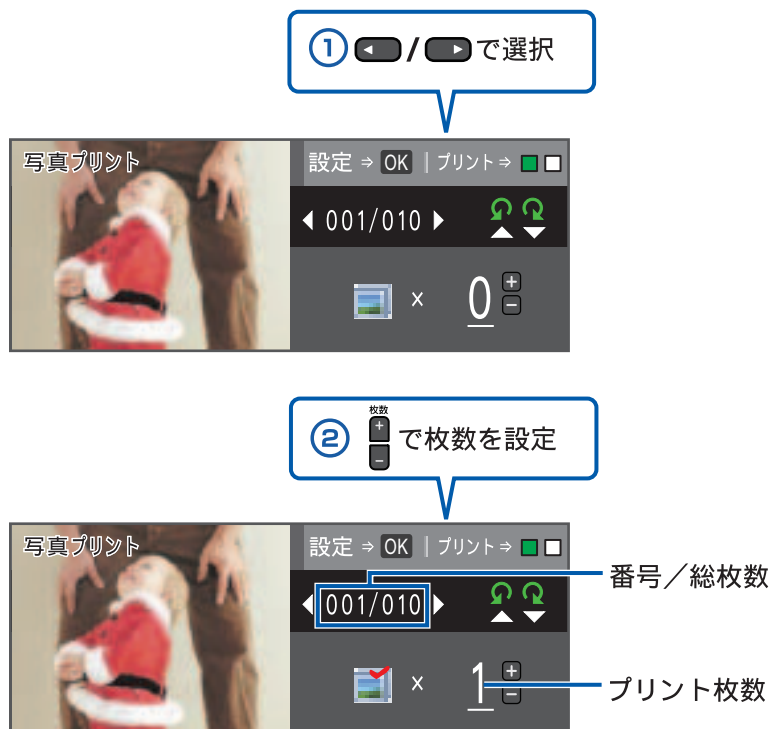 ① ◀ / ▶ で選択
写真プリント
設定 ⇒ OK | プリント ⇒
◀ 001/010 ▶
× 0 + −
枚数
② + − で枚数を設定
写真プリント
設定 ⇒ OK | プリント ⇒
◀ 001/010 ▶
番号／総枚数
× 1 + −
プリント枚数